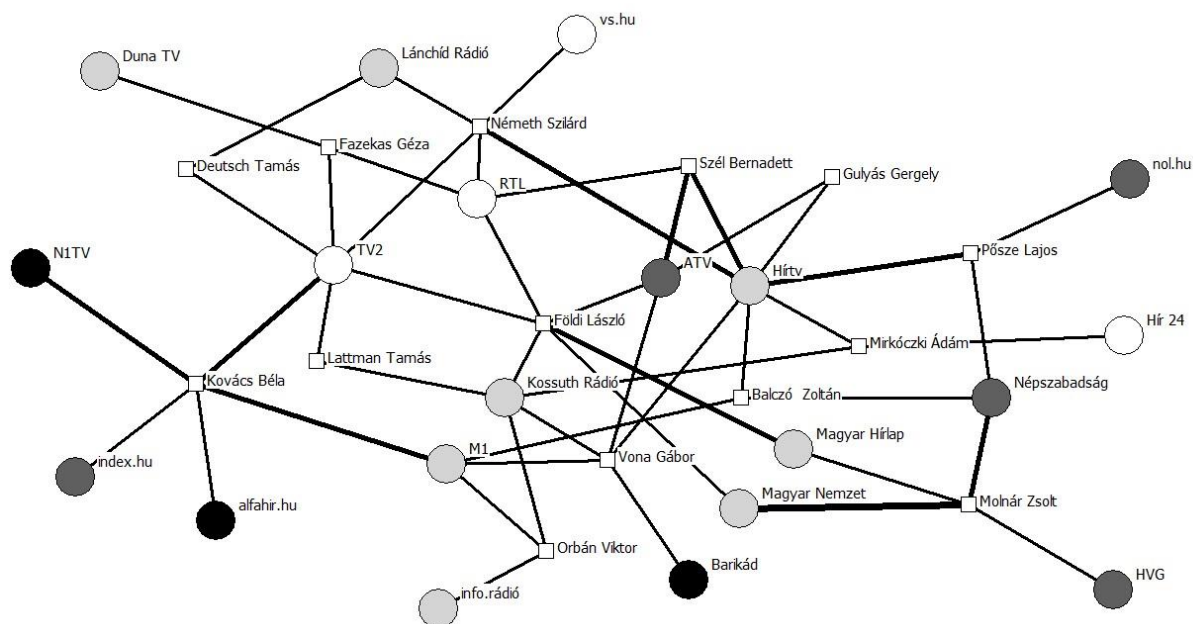 vs.hu
Duna TV
Lánchíd Rádió
Németh Szilárd
Fazekas Géza
Deutsch Tamás
Szél Bernadett
Gulyás Gergely
nol.hu
RTL
N1TV
TV2
ATV
Hírtv
Pősze Lajos
Földi László
Hír 24
Mirkóczki Ádám
Lattman Tamás
Kovács Béla
Kossuth Rádió
Balczó Zoltán
Népszabadság
Magyar Hírlap
M1
Vona Gábor
index.hu
alfahir.hu
Magyar Nemzet
Molnár Zsolt
Orbán Viktor
Barikád
HVG
info.rádió